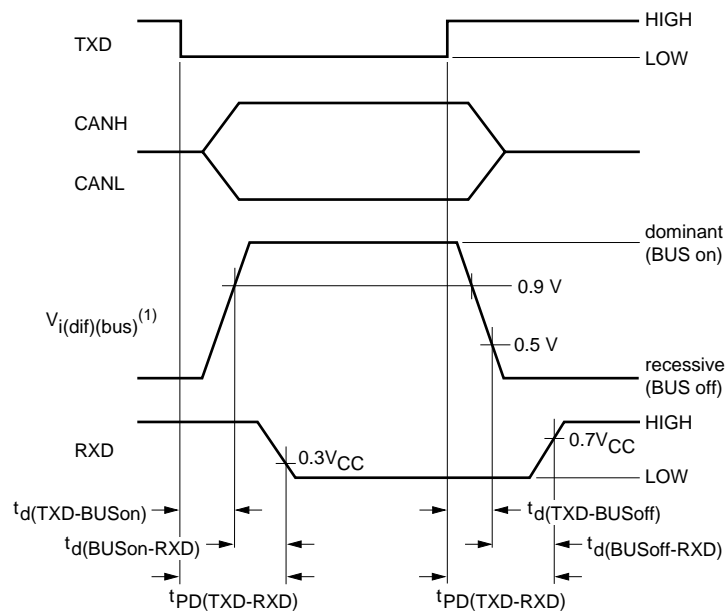 TXD
HIGH
LOW
CANH
CANL
dominant
(BUS on)
0.9 V
Vi(dif)(bus)(1)
0.5 V
recessive
(BUS off)
RXD
HIGH
0.3VCC
0.7VCC
LOW
td(TXD-BUSon)
td(TXD-BUSoff)
td(BUSon-RXD)
td(BUSoff-RXD)
tPD(TXD-RXD)
tPD(TXD-RXD)